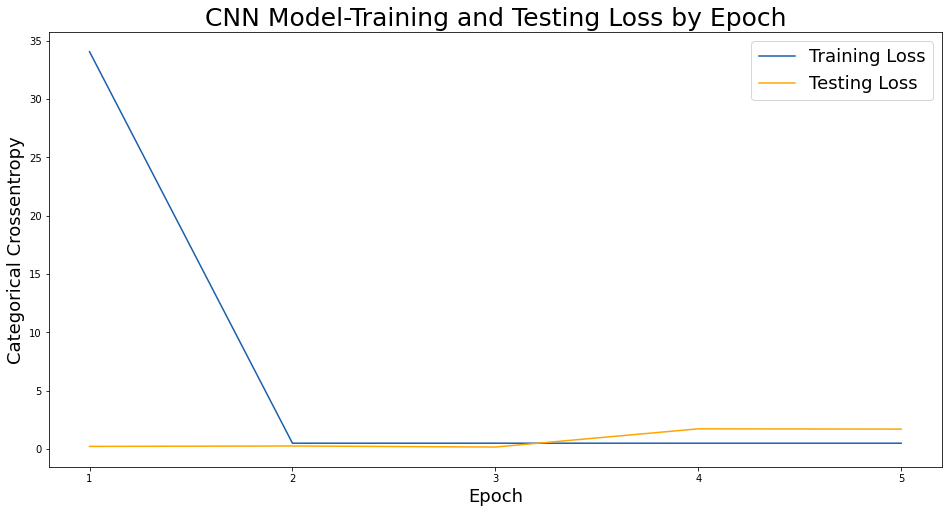 CNN Model-Training and Testing Loss by Epoch
Training Loss
Testing Loss
Categorical Crossentropy
35
30
25
20
15
10
5
0
1 2 3 4 5
Epoch